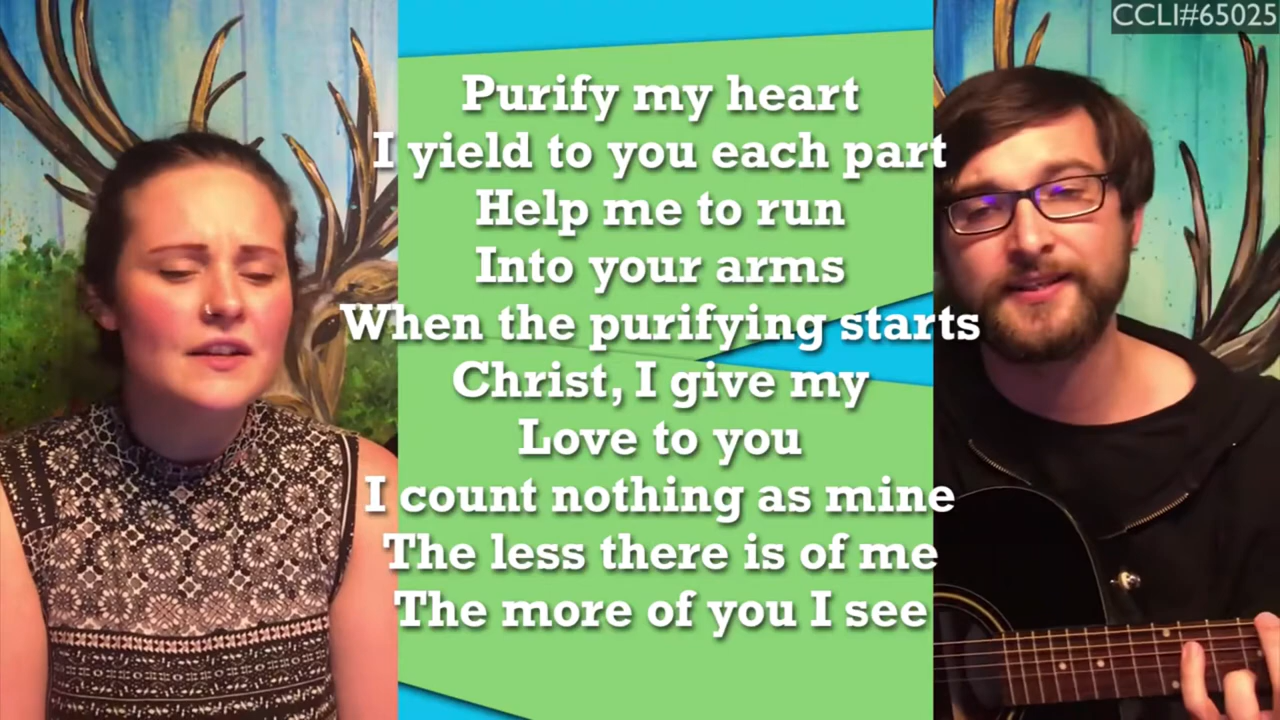 CCLI#65025
Purify my heart
I yield to you each part
Help me to run
Into your arms
When the purifying starts
Christ, I give my
Love to you
I count nothing as mine
The less there is of me
The more of you I see